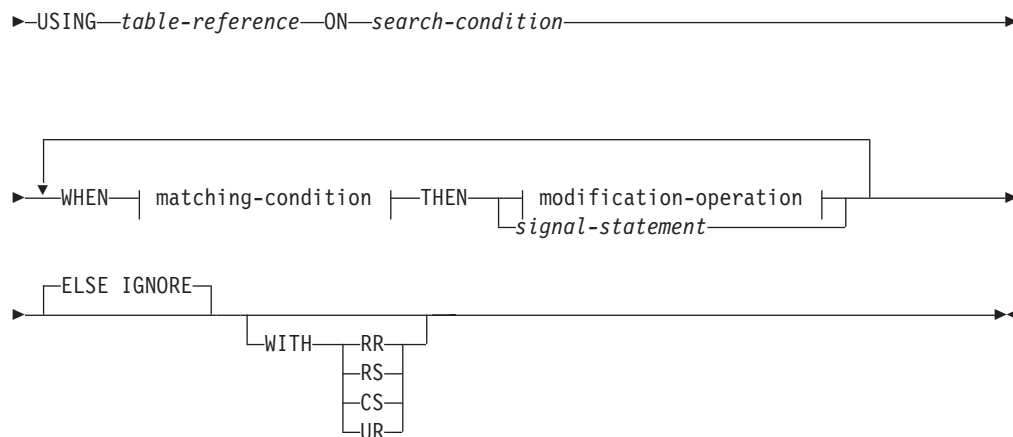 USING table-reference ON search-condition
WHEN matching-condition THEN modification-operation
signal-statement
ELSE IGNORE
WITH RR
RS
CS
UR